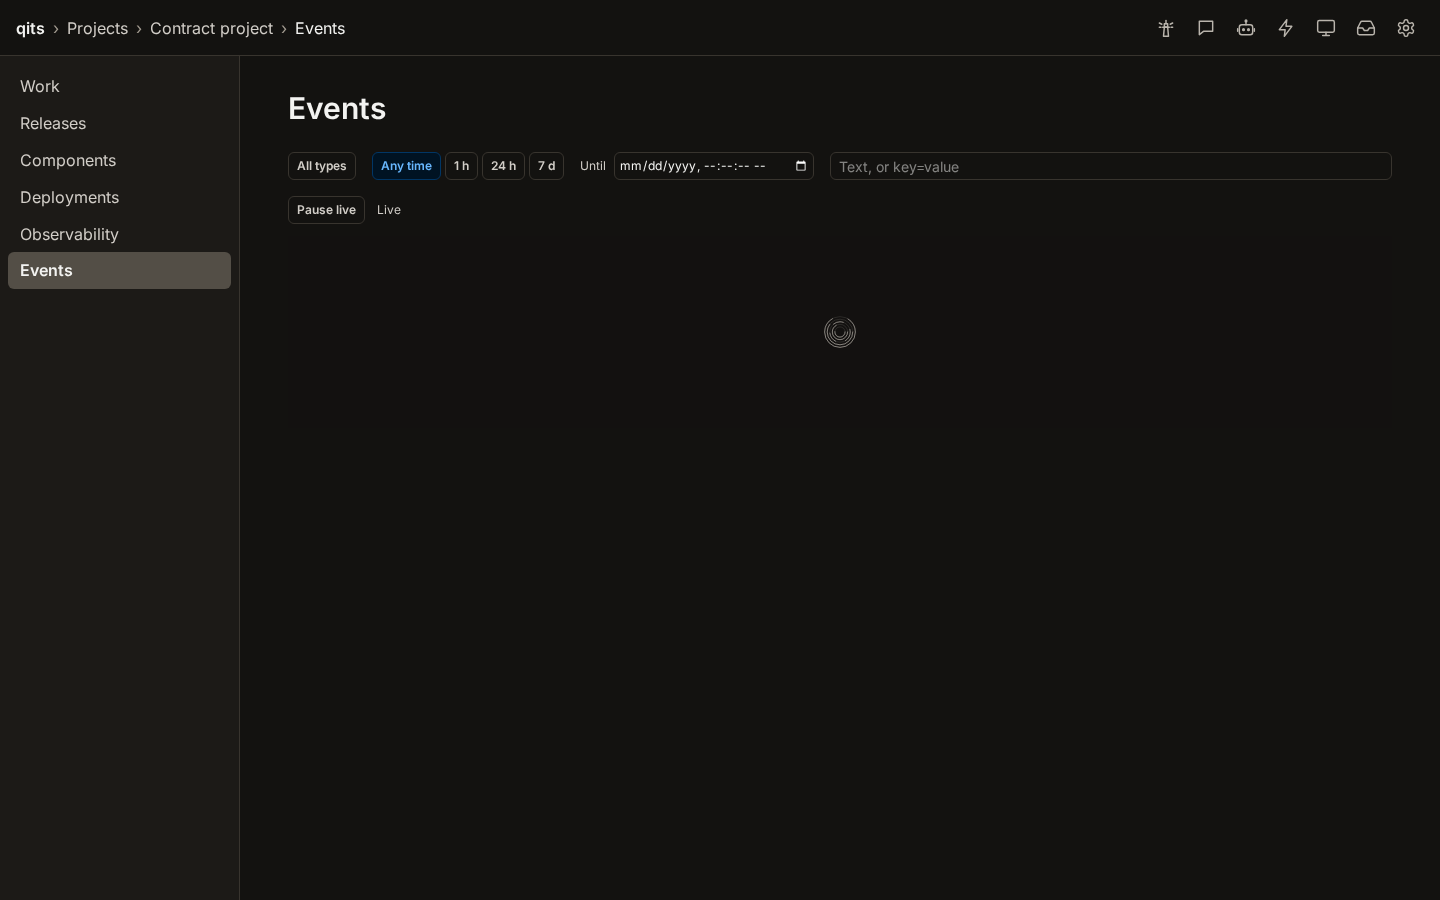 qits › Projects › Contract project › Events
Work
Releases
Components
Deployments
Observability
Events
Events
All types Any time 1 h 24 h 7 d Until mm/dd/yyyy, --:--:-- -- Text, or key=value
Pause live Live